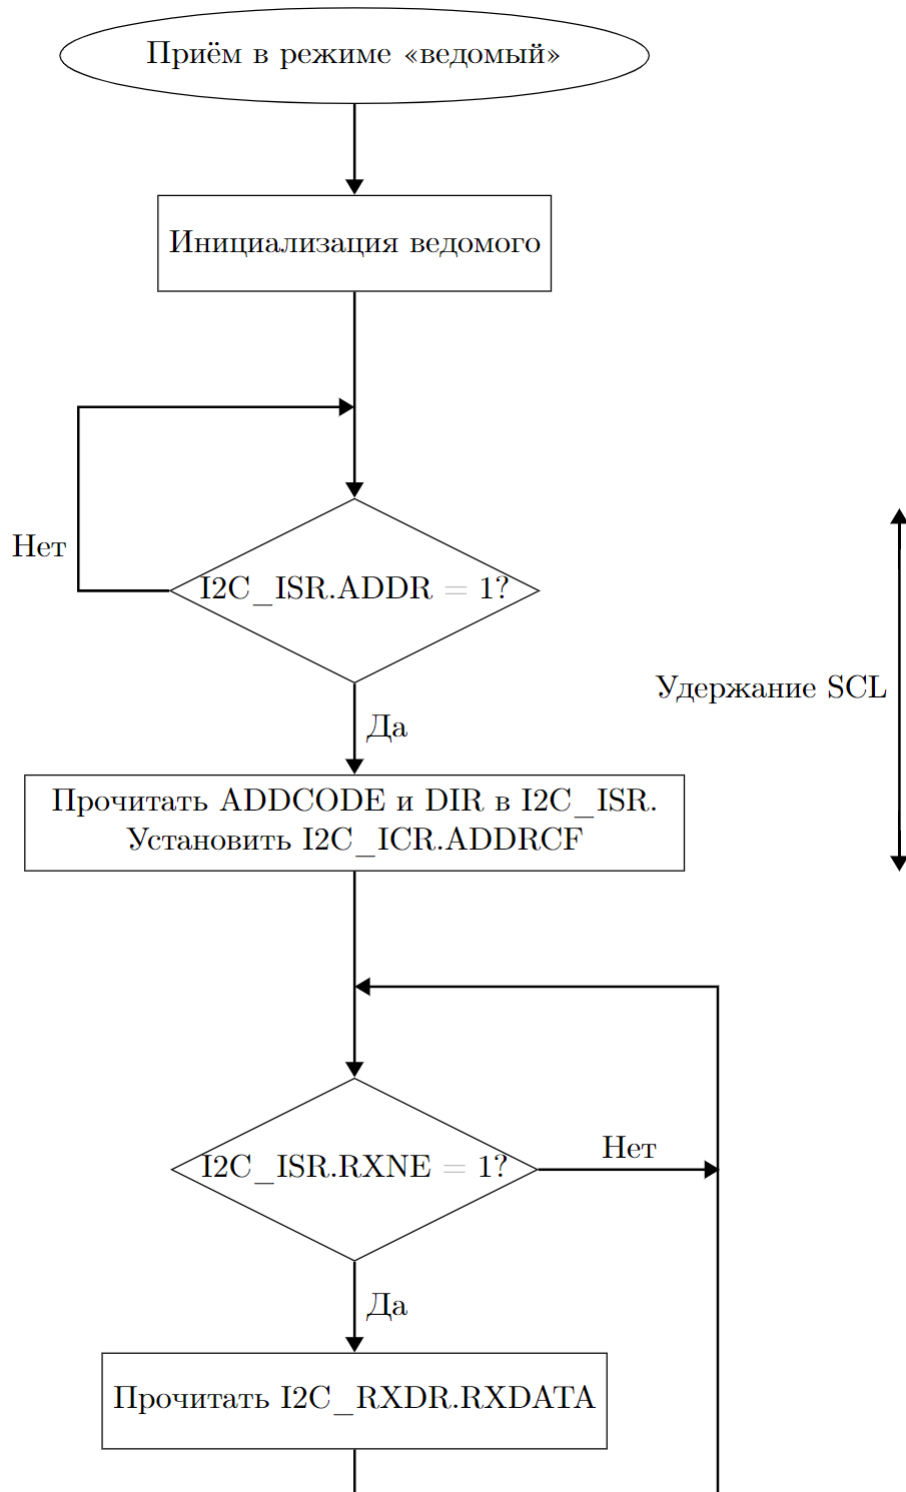 Приём в режиме «ведомый»
Инициализация ведомого
Нет
I2C_ISR.ADDR = 1?
Удержание SCL
Да
Прочитать ADDCODE и DIR в I2C_ISR.
Установить I2C_ICR.ADDRCF
I2C_ISR.RXNE = 1?
Нет
Да
Прочитать I2C_RXDR.RXDATA